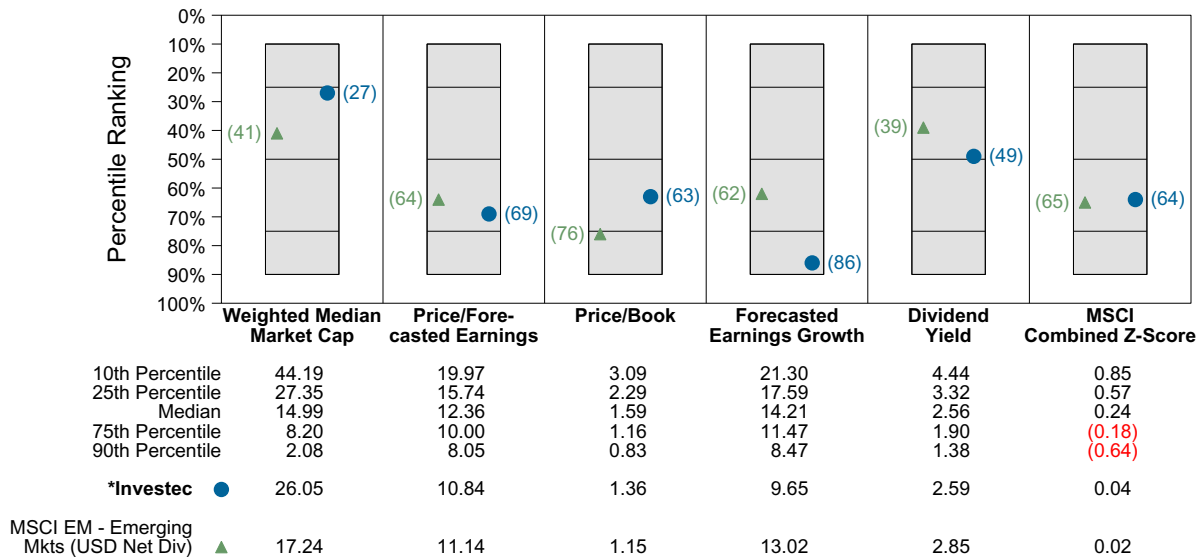 Percentile Ranking
0%
10%
20%
30%
40%
50%
60%
70%
80%
90%
100%
(41)
(27)
(64)
(69)
(76)
(63)
(62)
(86)
(39)
(49)
(65)
(64)
Weighted Median
Market Cap
Price/Fore-
casted Earnings
Price/Book
Forecasted
Earnings Growth
Dividend
Yield
MSCI
Combined Z-Score
10th Percentile 44.19 19.97 3.09 21.30 4.44 0.85
25th Percentile 27.35 15.74 2.29 17.59 3.32 0.57
Median 14.99 12.36 1.59 14.21 2.56 0.24
75th Percentile 8.20 10.00 1.16 11.47 1.90 (0.18)
90th Percentile 2.08 8.05 0.83 8.47 1.38 (0.64)
*Investec 26.05 10.84 1.36 9.65 2.59 0.04
MSCI EM - Emerging
Mkts (USD Net Div) 17.24 11.14 1.15 13.02 2.85 0.02